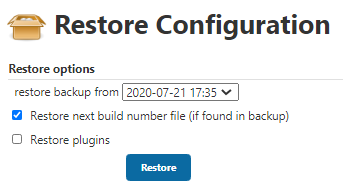 Restore Configuration
Restore options
restore backup from 2020-07-21 17:35
Restore next build number file (if found in backup)
Restore plugins
Restore